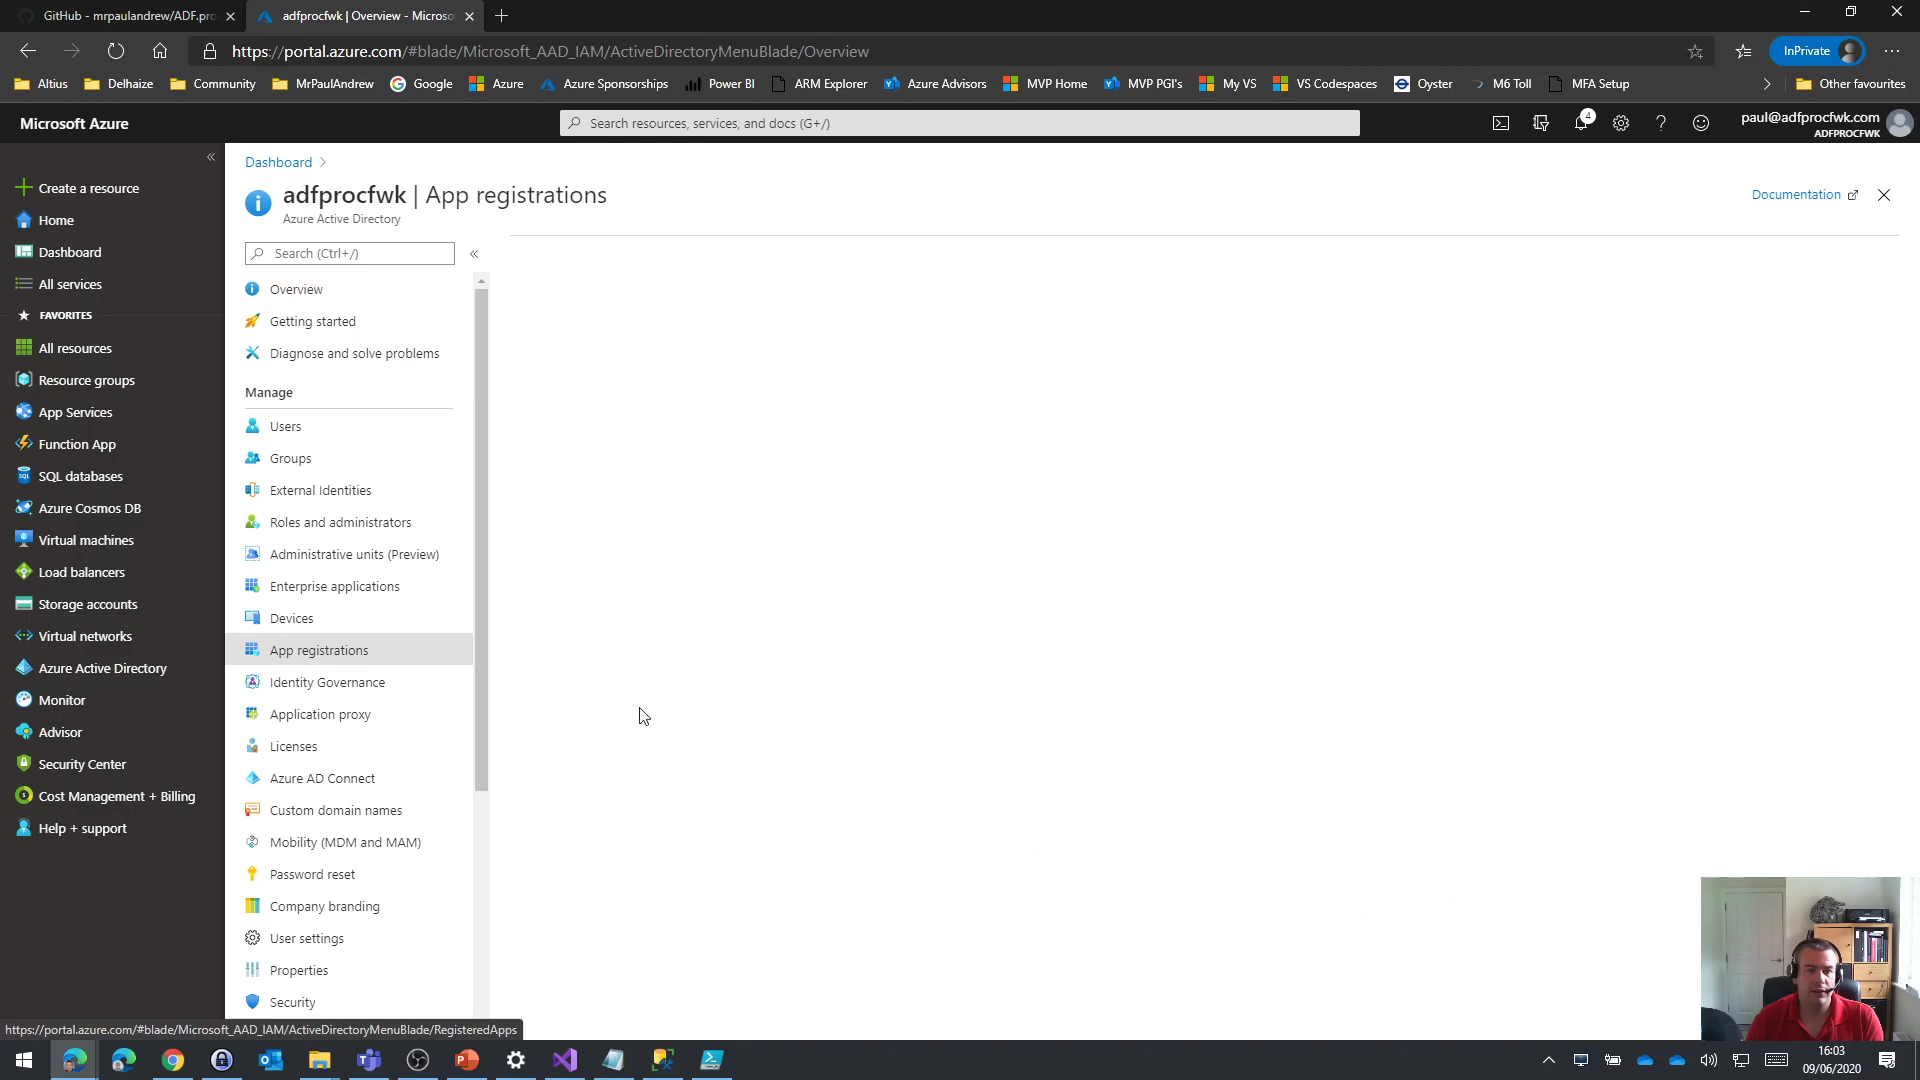 GitHub - mrpaulandrew/ADF.pro
adfprocfwk | Overview - Microso
https://portal.azure.com/#blade/Microsoft_AAD_IAM/ActiveDirectoryMenuBlade/Overview
InPrivate
Altius
Delhaize
Community
MrPaulAndrew
Google
Azure
Azure Sponsorships
Power BI
ARM Explorer
Azure Advisors
MVP Home
MVP PGI's
My VS
VS Codespaces
Oyster
M6 Toll
MFA Setup
Other favourites
Microsoft Azure
Search resources, services, and docs (G+/)
4
paul@adfprocfwk.com
ADFPROCFWK
Create a resource
Home
Dashboard
All services
FAVORITES
All resources
Resource groups
App Services
Function App
SQL databases
Azure Cosmos DB
Virtual machines
Load balancers
Storage accounts
Virtual networks
Azure Active Directory
Monitor
Advisor
Security Center
Cost Management + Billing
Help + support
Dashboard
adfprocfwk | App registrations
Azure Active Directory
Documentation
Search (Ctrl+/)
Overview
Getting started
Diagnose and solve problems
Manage
Users
Groups
External Identities
Roles and administrators
Administrative units (Preview)
Enterprise applications
Devices
App registrations
Identity Governance
Application proxy
Licenses
Azure AD Connect
Custom domain names
Mobility (MDM and MAM)
Password reset
Company branding
User settings
Properties
Security
https://portal.azure.com/#blade/Microsoft_AAD_IAM/ActiveDirectoryMenuBlade/RegisteredApps
16:03
09/06/2020